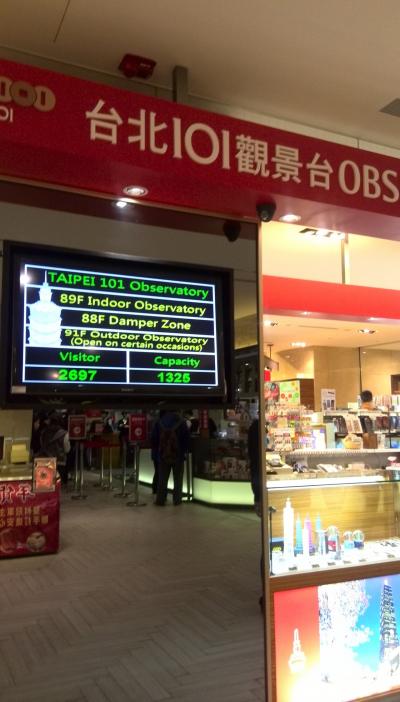 101
台北101觀景台OBS
TAIPEI 101 Observatory
89F Indoor Observatory
88F Damper Zone
91F Outdoor Observatory
(Open on certain occasions)
Visitor Capacity
2697 1325